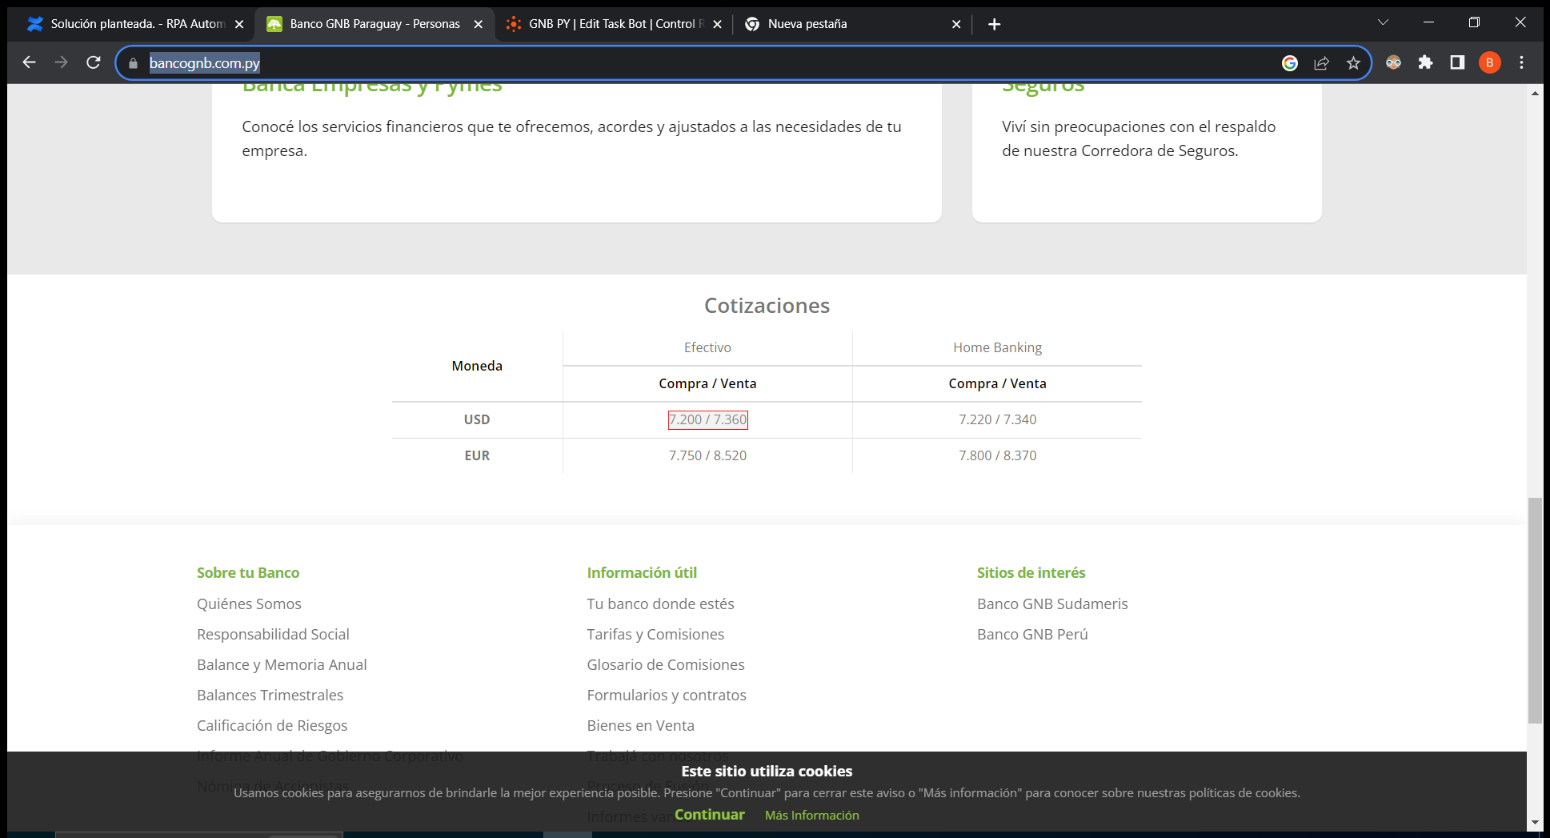 Solución planteada. - RPA Autom
Banco GNB Paraguay - Personas
GNB PY | Edit Task Bot | Control R
Nueva pestaña
bancognb.com.py
B
Banca Empresas y Pymes
Conocé los servicios financieros que te ofrecemos, acordes y ajustados a las necesidades de tu
empresa.
Seguros
Viví sin preocupaciones con el respaldo
de nuestra Corredora de Seguros.
Cotizaciones
Moneda
Efectivo
Home Banking
Compra / Venta
Compra / Venta
USD
7.200 / 7.360
7.220 / 7.340
EUR
7.750 / 8.520
7.800 / 8.370
Sobre tu Banco
Quiénes Somos
Responsabilidad Social
Balance y Memoria Anual
Balances Trimestrales
Calificación de Riesgos
Informe Anual de Gobierno Corporativo
Información útil
Tu banco donde estés
Tarifas y Comisiones
Glosario de Comisiones
Formularios y contratos
Bienes en Venta
Trabajá con nosotros
Sitios de interés
Banco GNB Sudameris
Banco GNB Perú
Este sitio utiliza cookies
Usamos cookies para asegurarnos de brindarle la mejor experiencia posible. Presione "Continuar" para cerrar este aviso o "Más información" para conocer sobre nuestras políticas de cookies.
Continuar
Más Información